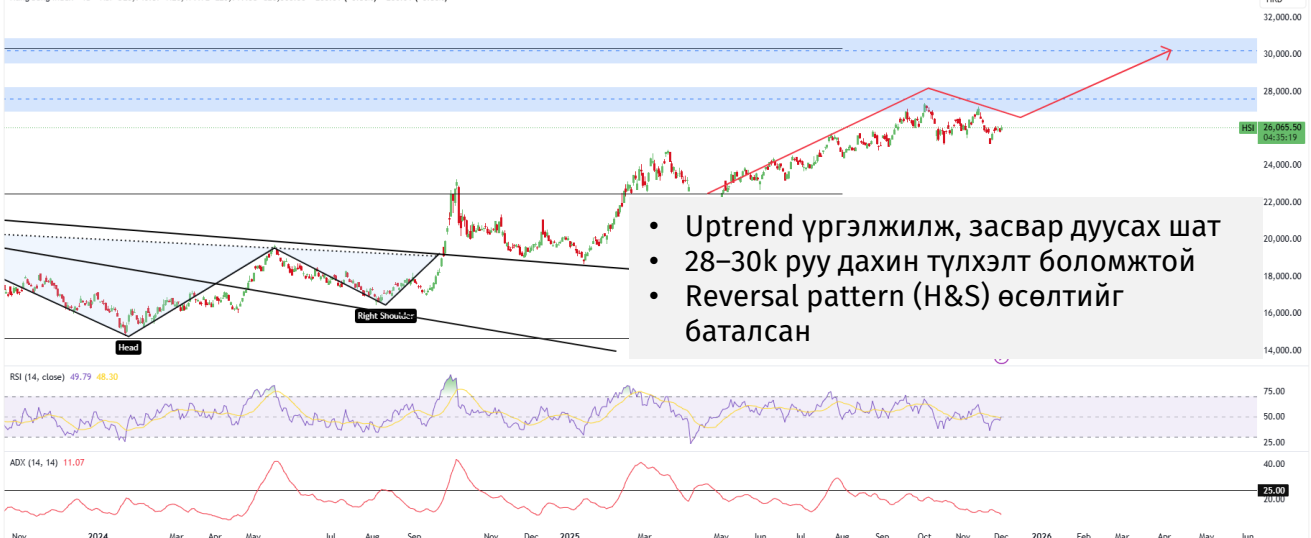 HKD
32,000.00
30,000.00
28,000.00
HSI 26,065.50
04:35:19
24,000.00
22,000.00
20,000.00
18,000.00
16,000.00
14,000.00
Head
Right Shoulder
• Uptrend үргэлжилж, засвар дуусах шат
• 28–30k руу дахин түлхэлт боломжтой
• Reversal pattern (H&S) өсөлтийг
баталсан
RSI (14, close) 49.79 48.30
75.00
50.00
25.00
ADX (14, 14) 11.07
40.00
25.00
20.00
Nov 2024 Mar Apr May Jul Aug Sep Nov Dec 2025 Mar May Jun Jul Aug Sep Oct Nov Dec 2026 Feb Mar Apr May Jun